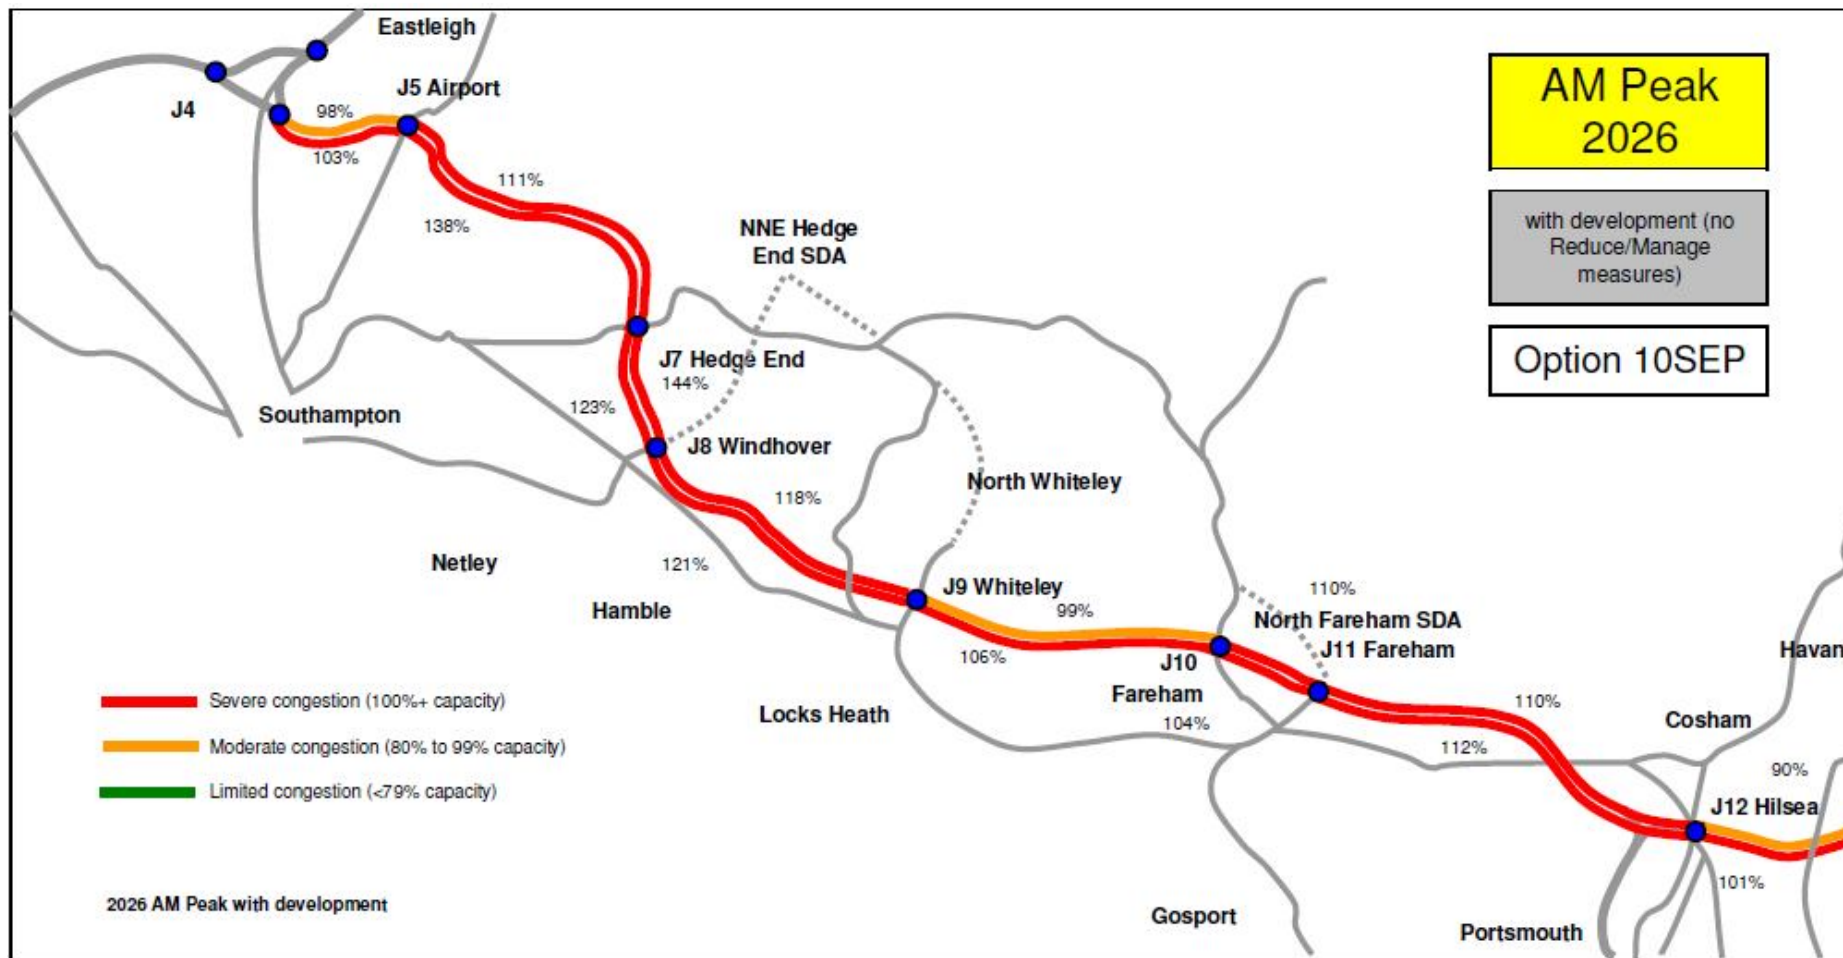 Eastleigh
AM Peak
2026
J5 Airport
J4
98%
103%
111%
with development (no
Reduce/Manage
measures)
138%
NNE Hedge
End SDA
Option 10SEP
J7 Hedge End
144%
123%
Southampton
J8 Windhover
North Whiteley
118%
Netley
121%
J9 Whiteley
110%
Hamble
99%
North Fareham SDA
J11 Fareham
Havan
106%
J10
Fareham
Severe congestion (100%+ capacity)
110%
Locks Heath
104%
Cosham
Moderate congestion (80% to 99% capacity)
112%
90%
Limited congestion (<79% capacity)
J12 Hilsea
101%
2026 AM Peak with development
Gosport
Portsmouth